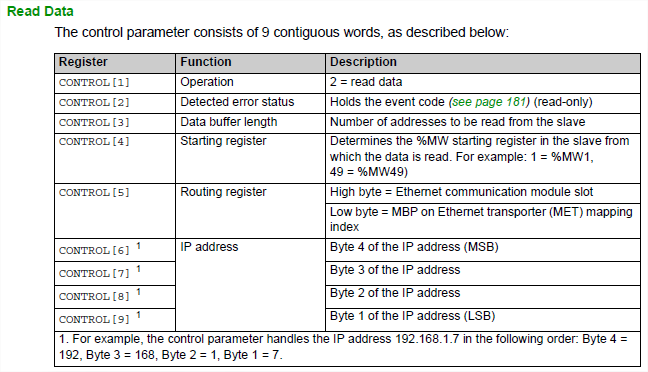 Read Data
The control parameter consists of 9 contiguous words, as described below:
Register Function Description
CONTROL[1] Operation 2 = read data
CONTROL[2] Detected error status Holds the event code (see page 181) (read-only)
CONTROL[3] Data buffer length Number of addresses to be read from the slave
CONTROL[4] Starting register Determines the %MW starting register in the slave from
which the data is read. For example: 1 = %MW1,
49 = %MW49)
CONTROL[5] Routing register High byte = Ethernet communication module slot
Low byte = MBP on Ethernet transporter (MET) mapping
index
CONTROL[6] 1 IP address Byte 4 of the IP address (MSB)
CONTROL[7] 1 Byte 3 of the IP address
CONTROL[8] 1 Byte 2 of the IP address
CONTROL[9] 1 Byte 1 of the IP address (LSB)
1. For example, the control parameter handles the IP address 192.168.1.7 in the following order: Byte 4 =
192, Byte 3 = 168, Byte 2 = 1, Byte 1 = 7.